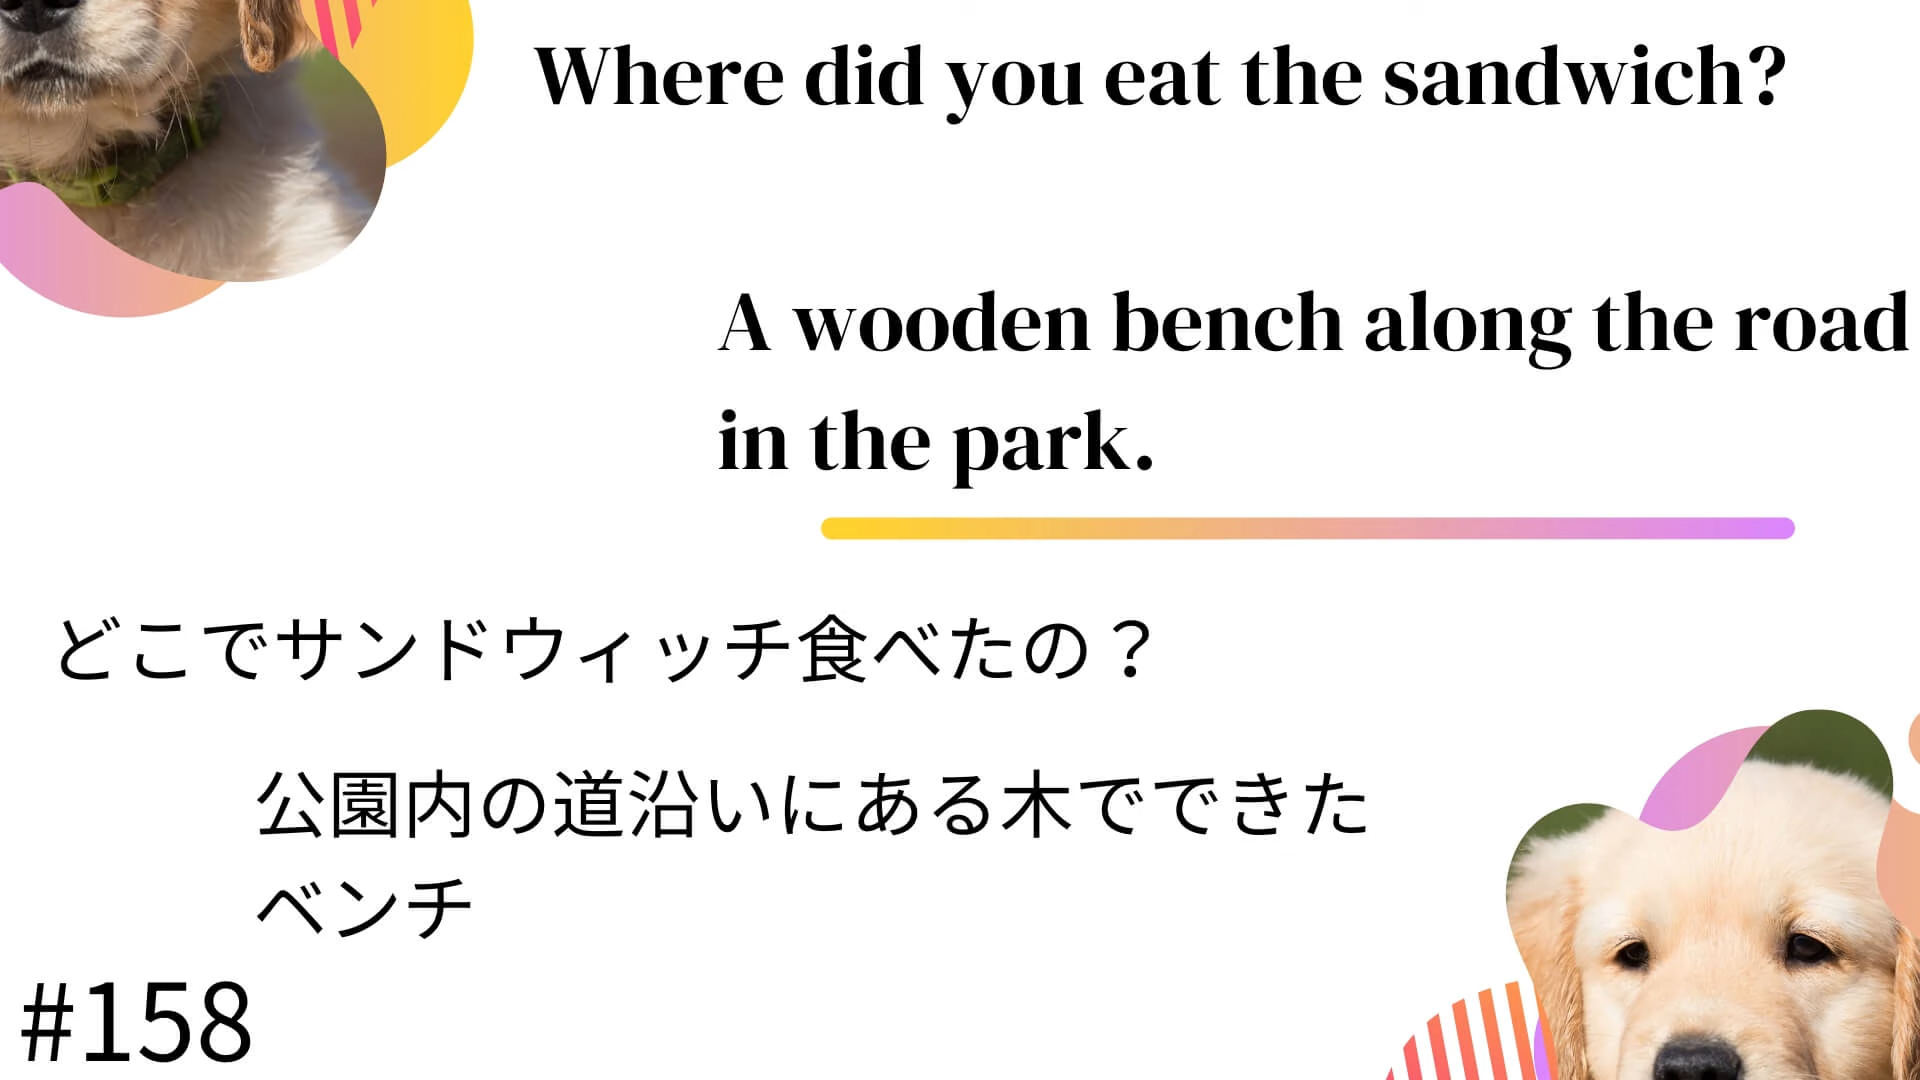 Where did you eat the sandwich?
A wooden bench along the road
in the park.
どこでサンドウィッチ食べたの？
公園内の道沿いにある木でできた
ベンチ
#158